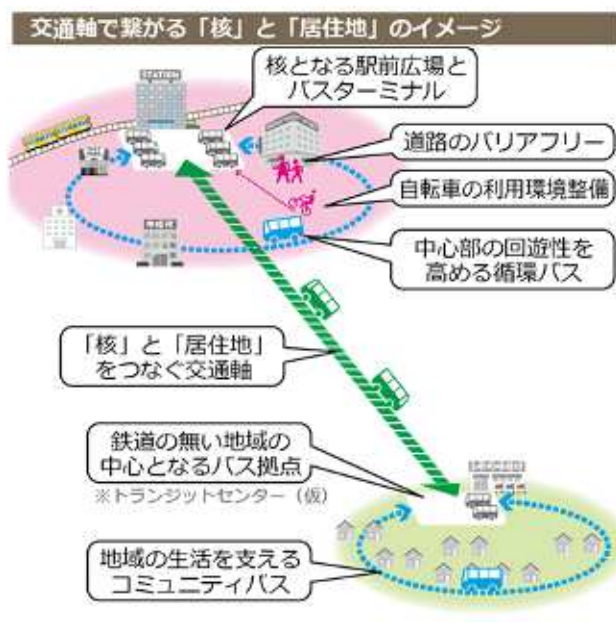 交通軸で繋がる「核」と「居住地」のイメージ
STATION
核となる駅前広場と
バスターミナル
道路のバリアフリー
自転車の利用環境整備
中心部の回遊性を
高める循環バス
「核」と「居住地」
をつなぐ交通軸
鉄道の無い地域の
中心となるバス拠点
※トランジットセンター（仮）
地域の生活を支える
コミュニティバス